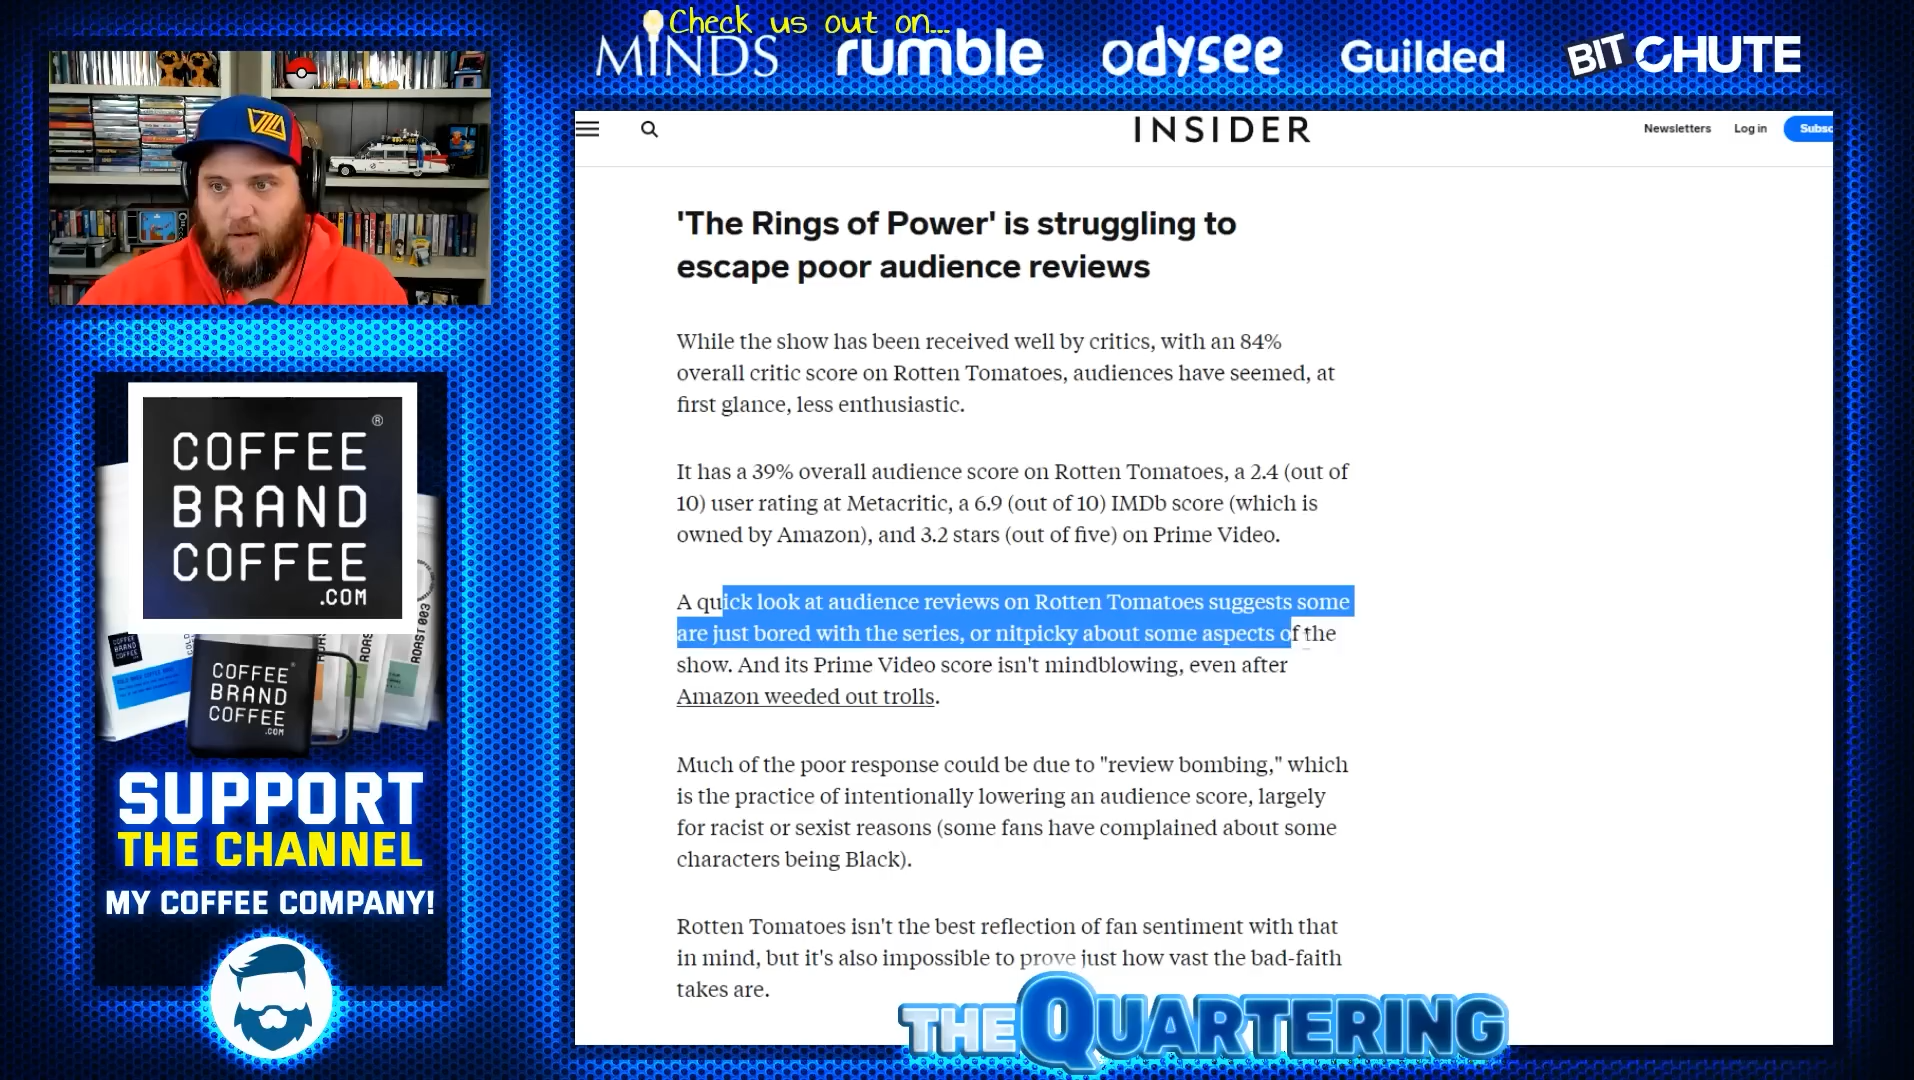 Check us out on...
MINDS rumble odysee Guilded BITCHUTE
INSIDER
Newsletters Log in
'The Rings of Power' is struggling to
escape poor audience reviews
While the show has been received well by critics, with an 84%
overall critic score on Rotten Tomatoes, audiences have seemed, at
first glance, less enthusiastic.
It has a 39% overall audience score on Rotten Tomatoes, a 2.4 (out of
10) user rating at Metacritic, a 6.9 (out of 10) IMDb score (which is
owned by Amazon), and 3.2 stars (out of five) on Prime Video.
A quick look at audience reviews on Rotten Tomatoes suggests some
are just bored with the series, or nitpicky about some aspects of the
show. And its Prime Video score isn't mindblowing, even after
Amazon weeded out trolls.
Much of the poor response could be due to "review bombing," which
is the practice of intentionally lowering an audience score, largely
for racist or sexist reasons (some fans have complained about some
characters being Black).
Rotten Tomatoes isn't the best reflection of fan sentiment with that
in mind, but it's also impossible to prove just how vast the bad-faith
takes are.
THE QUARTERING
COFFEE ®
BRAND
COFFEE
.COM
ROAST 003
COFFEE ®
BRAND
COFFEE
.COM
SUPPORT
THE CHANNEL
MY COFFEE COMPANY!